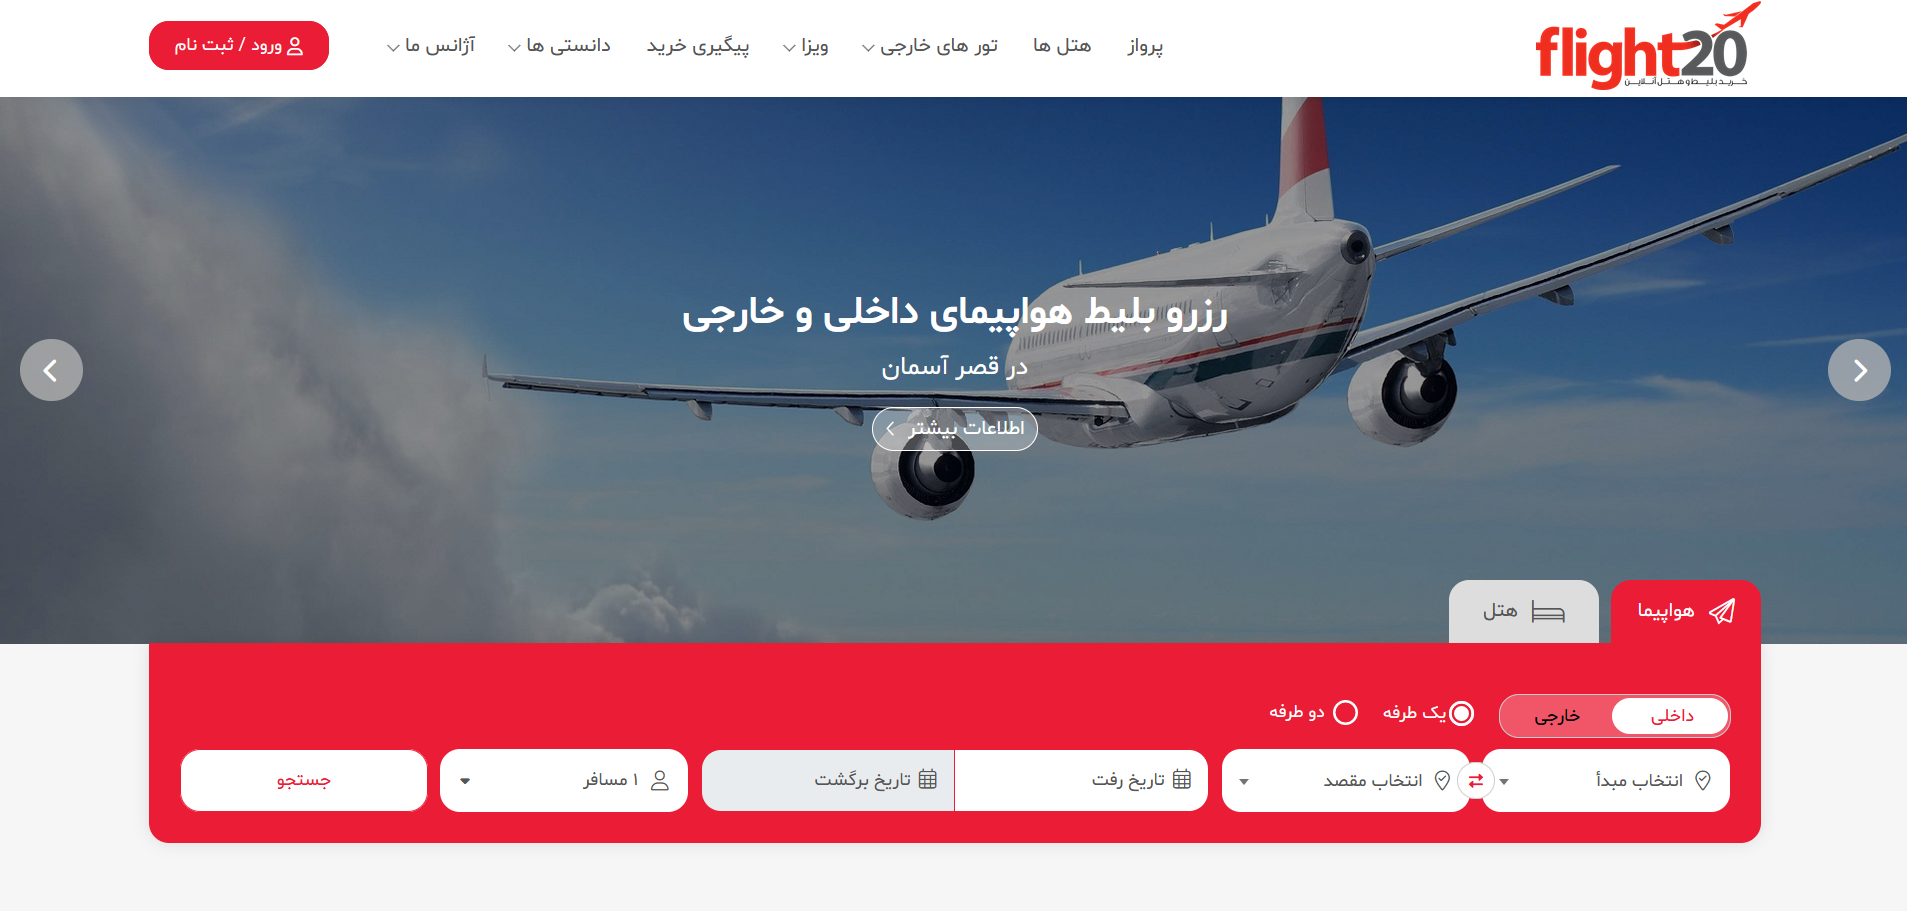 flight20
خرید بلیط و هتل آنلاین
پرواز
هتل ها
تور های خارجی
ویزا
پیگیری خرید
دانستی ها
آژانس ما
ورود / ثبت نام
رزرو بلیط هواپیمای داخلی و خارجی
در قصر آسمان
اطلاعات بیشتر
هواپیما
هتل
داخلی
خارجی
یک طرفه
دو طرفه
انتخاب مبدأ
انتخاب مقصد
تاریخ رفت
تاریخ برگشت
۱ مسافر
جستجو